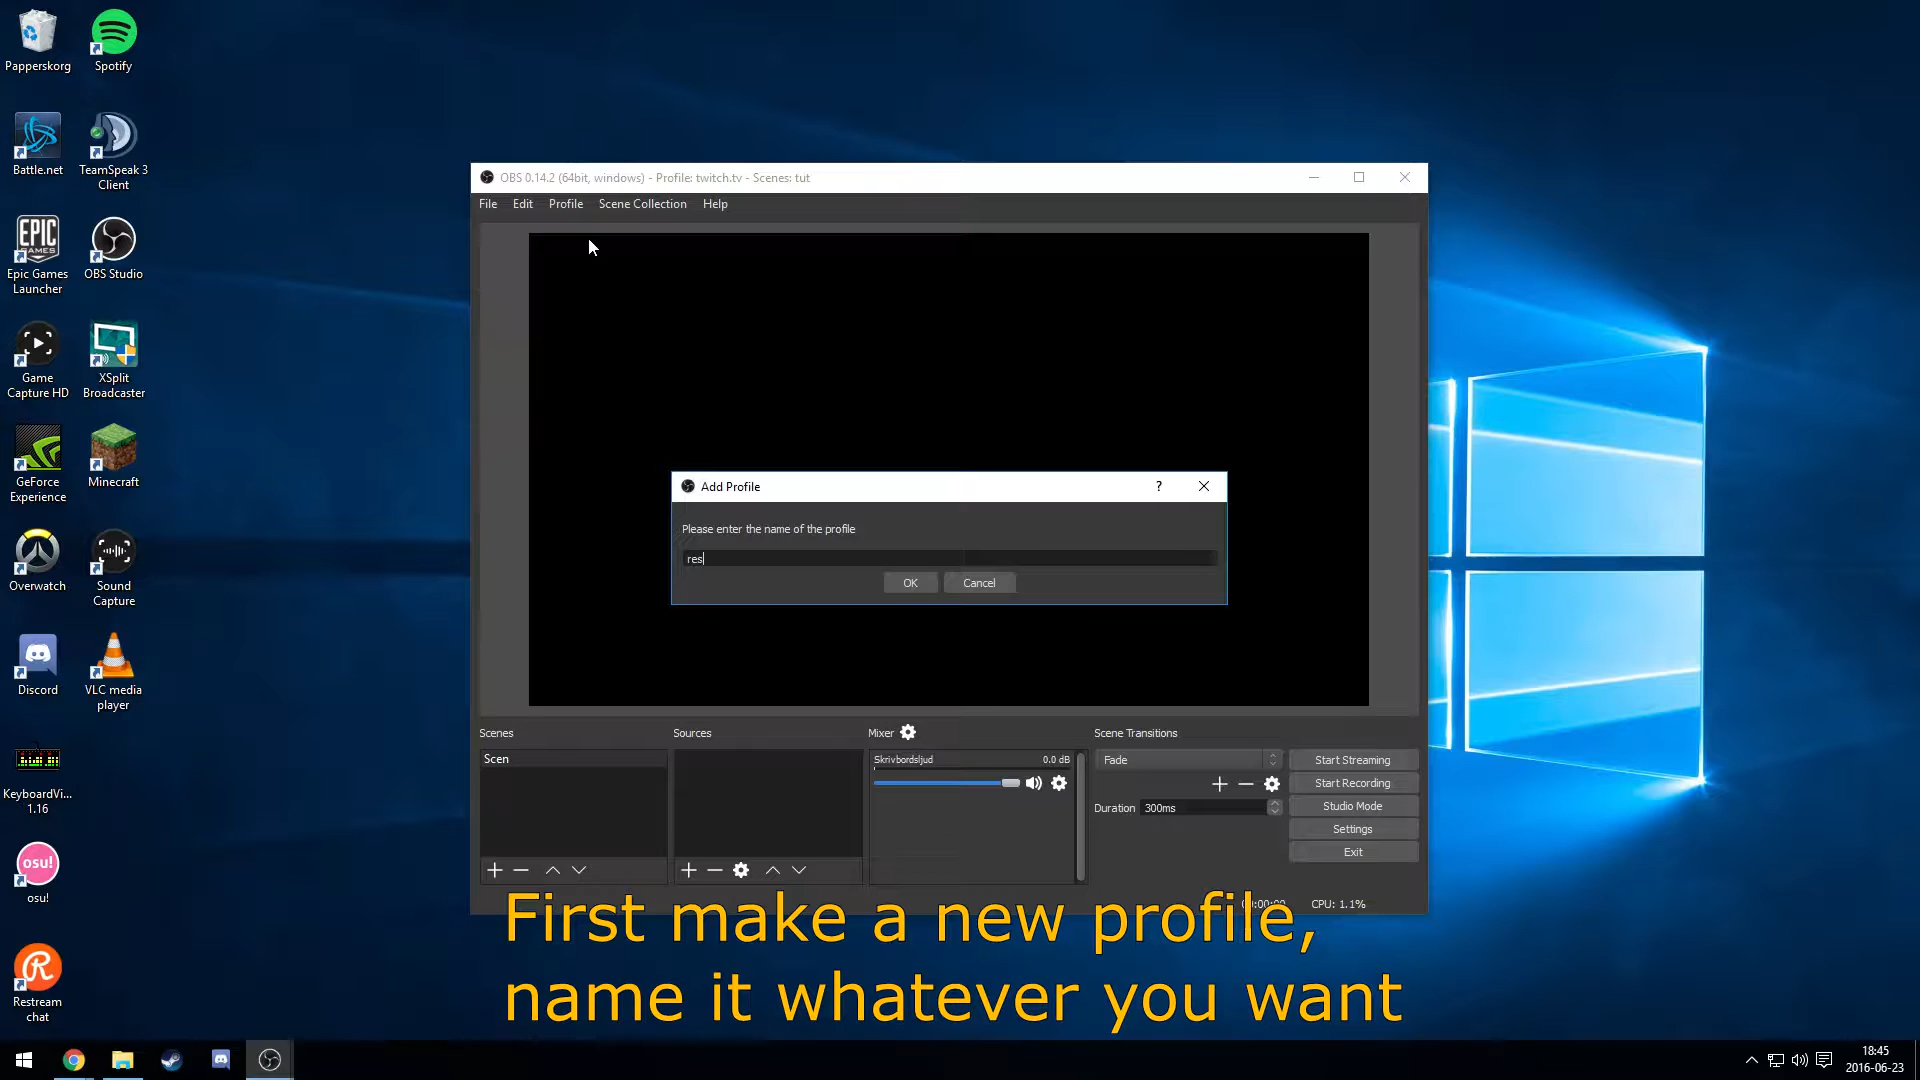 Papperskorg
Spotify
Battle.net
TeamSpeak 3
Client
EPIC
GAMES
Epic Games
Launcher
OBS Studio
Game
Capture HD
XSplit
Broadcaster
GeForce
Experience
Minecraft
Overwatch
Sound
Capture
Discord
VLC media
player
KeyboardVi...
1.16
osu!
osu!
Restream
chat
OBS 0.14.2 (64bit, windows) - Profile: twitch.tv - Scenes: tut
File Edit Profile Scene Collection Help
Add Profile
?
Please enter the name of the profile
res
OK Cancel
Scenes
Scen
Sources
Mixer
Skrivbordsljud 0.0 dB
Scene Transitions
Fade
Duration 300ms
Start Streaming
Start Recording
Studio Mode
Settings
Exit
00:00:00 CPU: 1.1%
First make a new profile,
name it whatever you want
18:45
2016-06-23